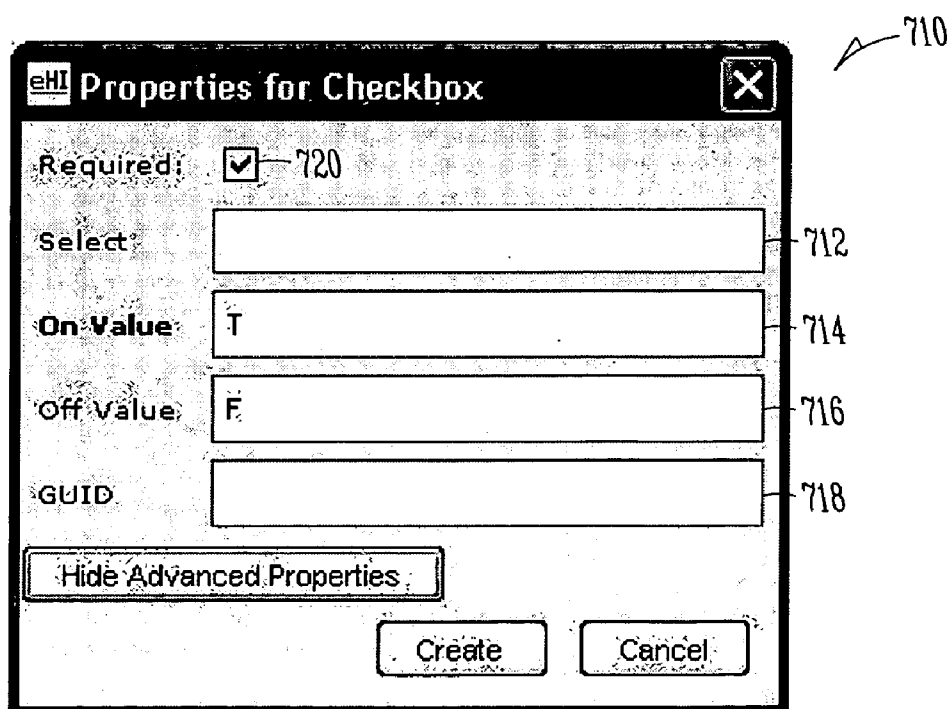 710
eHI Properties for Checkbox
Required: 720
Select 712
On Value T 714
Off Value F 716
GUID 718
Hide Advanced Properties
Create Cancel